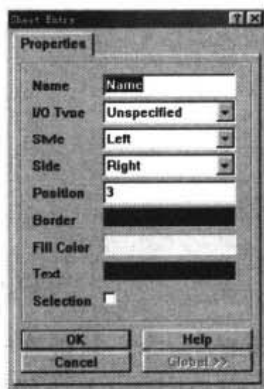 Sheet Entry
Properties
Name Name
I/O Type Unspecified
Style Left
Side Right
Position 3
Border
Fill Color
Text
Selection
OK Help
Cancel Global >>